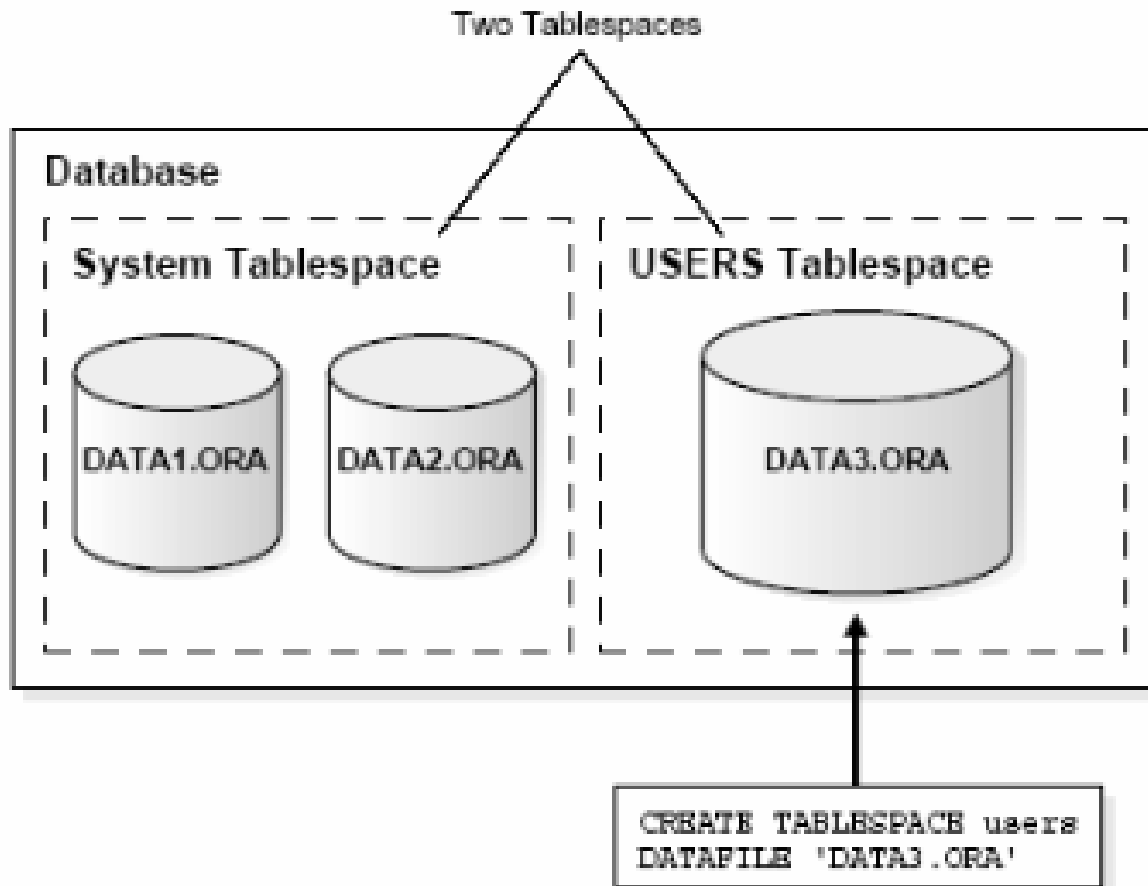 Two Tablespaces
Database
System Tablespace
USERS Tablespace
DATA1.ORA
DATA2.ORA
DATA3.ORA
CREATE TABLESPACE users
DATAFILE 'DATA3.ORA'